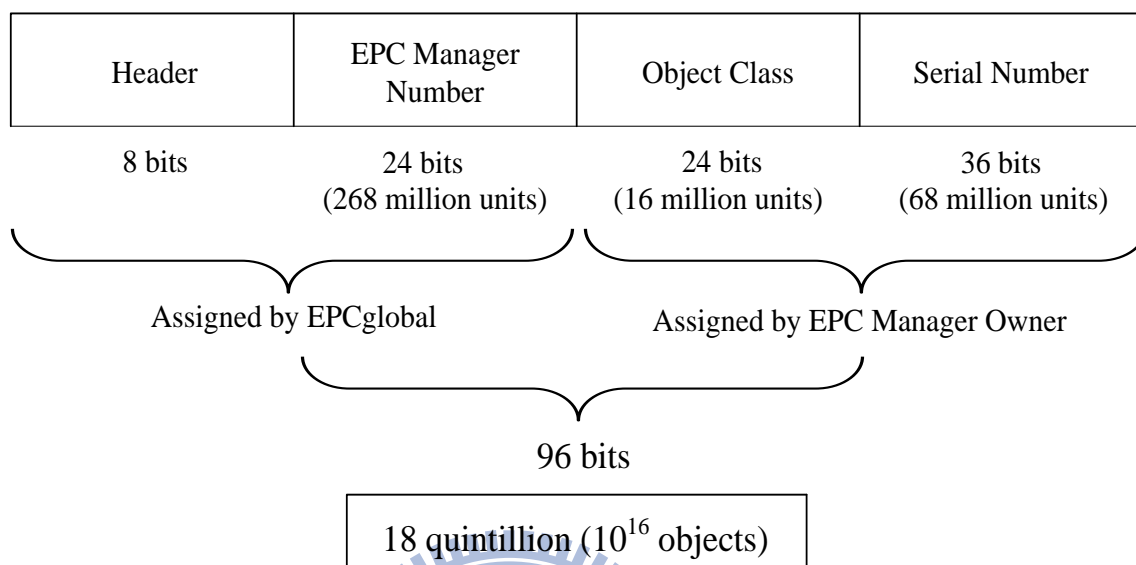 Header
EPC Manager
Number
Object Class
Serial Number
8 bits
24 bits
(268 million units)
24 bits
(16 million units)
36 bits
(68 million units)
Assigned by EPCglobal
Assigned by EPC Manager Owner
96 bits
18 quintillion (10^16 objects)